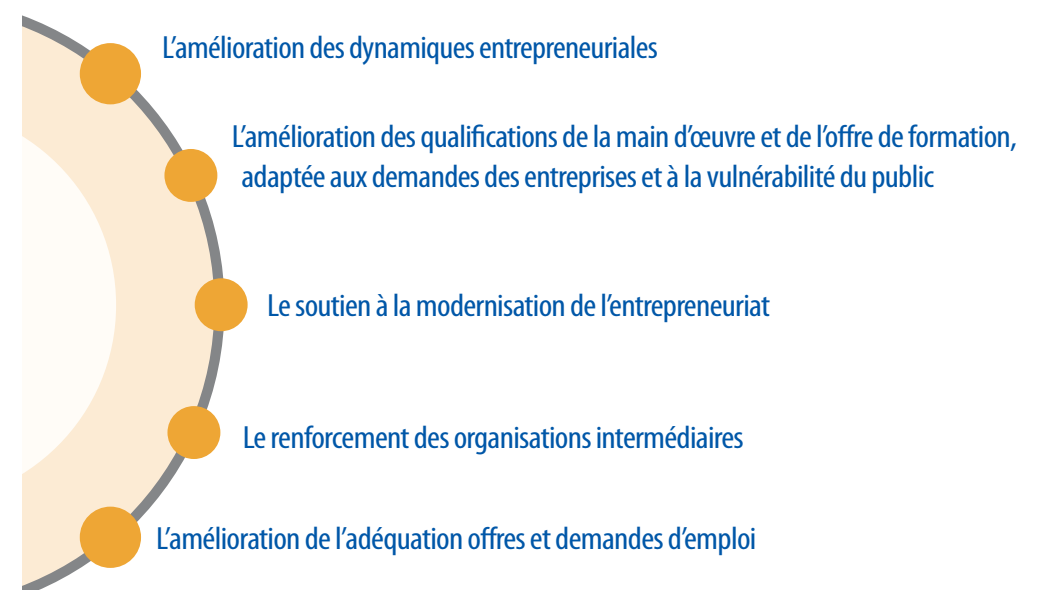 L’amélioration des dynamiques entrepreneuriales
L’amélioration des qualifications de la main d’œuvre et de l’offre de formation,
adaptée aux demandes des entreprises et à la vulnérabilité du public
Le soutien à la modernisation de l’entrepreneuriat
Le renforcement des organisations intermédiaires
L’amélioration de l’adéquation offres et demandes d’emploi